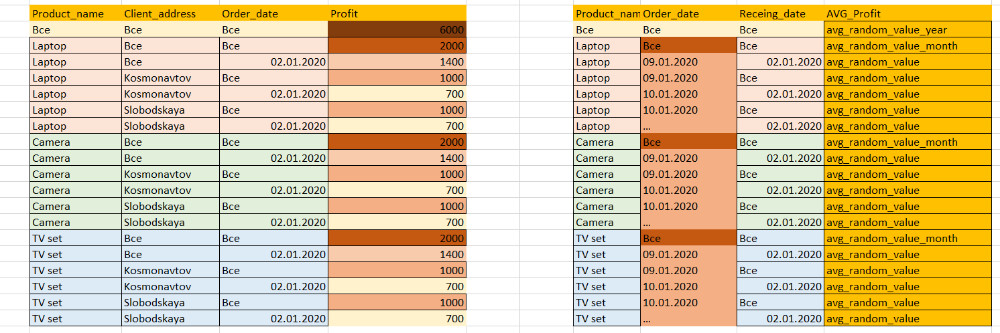 Product_name Client_address Order_date Profit
Все Все Все 6000
Laptop Все Все 2000
Laptop Все 02.01.2020 1400
Laptop Kosmonavtov Все 1000
Laptop Kosmonavtov 02.01.2020 700
Laptop Slobodskaya Все 1000
Laptop Slobodskaya 02.01.2020 700
Camera Все Все 2000
Camera Все 02.01.2020 1400
Camera Kosmonavtov Все 1000
Camera Kosmonavtov 02.01.2020 700
Camera Slobodskaya Все 1000
Camera Slobodskaya 02.01.2020 700
TV set Все Все 2000
TV set Все 02.01.2020 1400
TV set Kosmonavtov Все 1000
TV set Kosmonavtov 02.01.2020 700
TV set Slobodskaya Все 1000
TV set Slobodskaya 02.01.2020 700
Product_nam Order_date Receing_date AVG_Profit
Все Все Все avg_random_value_year
Laptop Все Все avg_random_value_month
Laptop 09.01.2020 02.01.2020 avg_random_value
Laptop 09.01.2020 Все avg_random_value
Laptop 10.01.2020 02.01.2020 avg_random_value
Laptop 10.01.2020 Все avg_random_value
Laptop ... 02.01.2020 avg_random_value
Camera Все Все avg_random_value_month
Camera 09.01.2020 02.01.2020 avg_random_value
Camera 09.01.2020 Все avg_random_value
Camera 10.01.2020 02.01.2020 avg_random_value
Camera 10.01.2020 Все avg_random_value
Camera ... 02.01.2020 avg_random_value
TV set Все Все avg_random_value_month
TV set 09.01.2020 02.01.2020 avg_random_value
TV set 09.01.2020 Все avg_random_value
TV set 10.01.2020 02.01.2020 avg_random_value
TV set 10.01.2020 Все avg_random_value
TV set ... 02.01.2020 avg_random_value